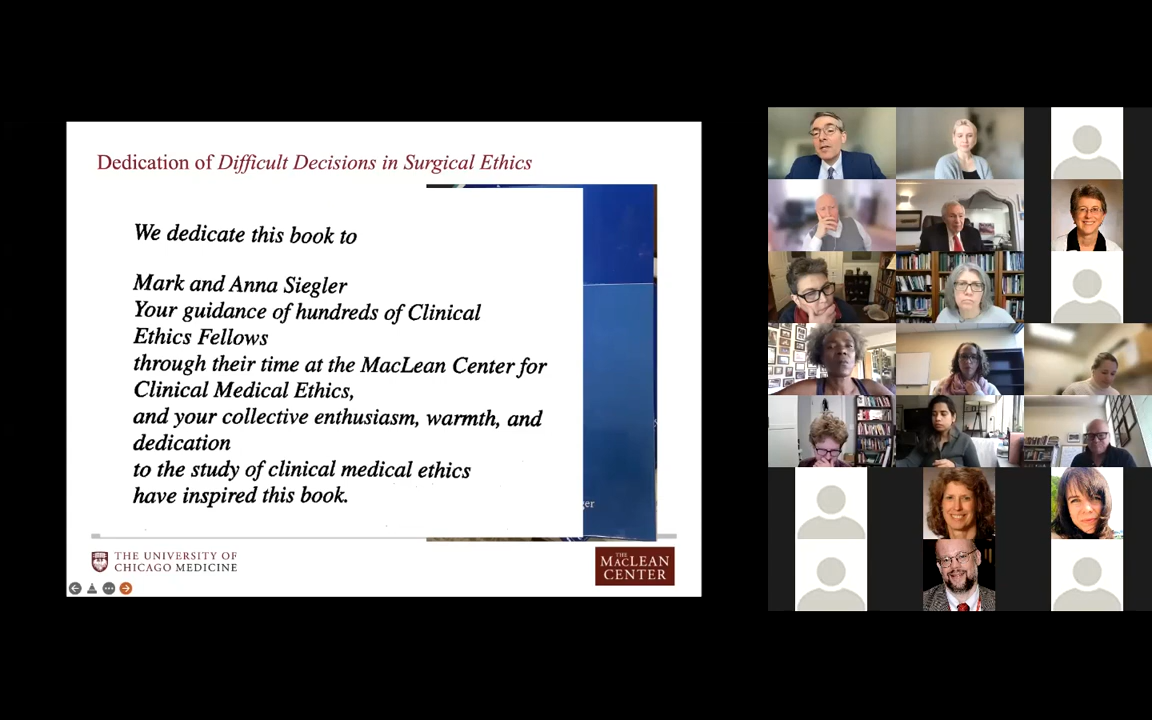 Dedication of Difficult Decisions in Surgical Ethics
We dedicate this book to
Mark and Anna Siegler
Your guidance of hundreds of Clinical
Ethics Fellows
through their time at the MacLean Center for
Clinical Medical Ethics,
and your collective enthusiasm, warmth, and
dedication
to the study of clinical medical ethics
have inspired this book.
ger
THE UNIVERSITY OF
CHICAGO MEDICINE
THE
MACLEAN
CENTER